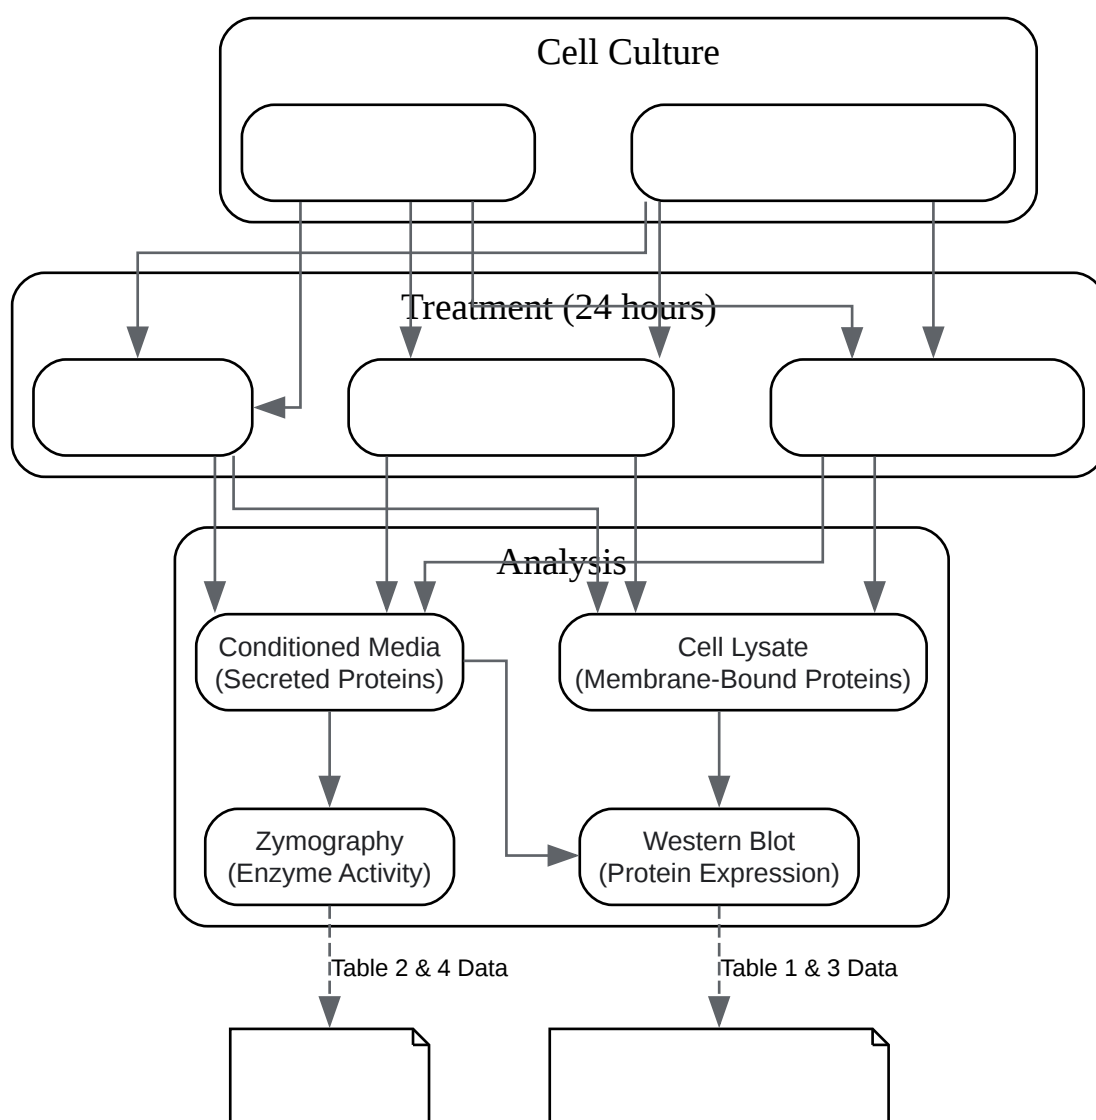 Cell Culture
Treatment (24 hours)
Analysis
Conditioned Media
(Secreted Proteins)
Cell Lysate
(Membrane-Bound Proteins)
Zymography
(Enzyme Activity)
Western Blot
(Protein Expression)
Table 2 & 4 Data
Table 1 & 3 Data